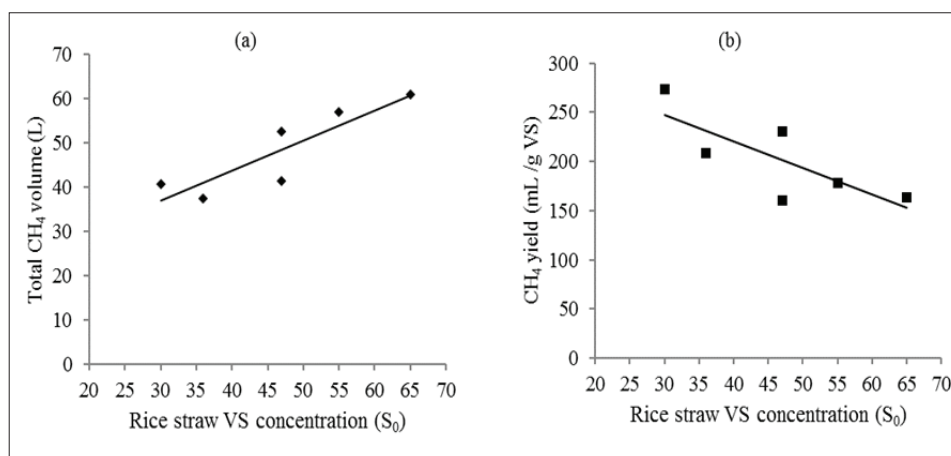 (a)
70
60
50
40
30
20
10
0
20 25 30 35 40 45 50 55 60 65 70
Total CH₄ volume (L)
Rice straw VS concentration (S₀)
(b)
300
250
200
150
100
50
0
20 25 30 35 40 45 50 55 60 65 70
CH₄ yield (mL /g VS)
Rice straw VS concentration (S₀)